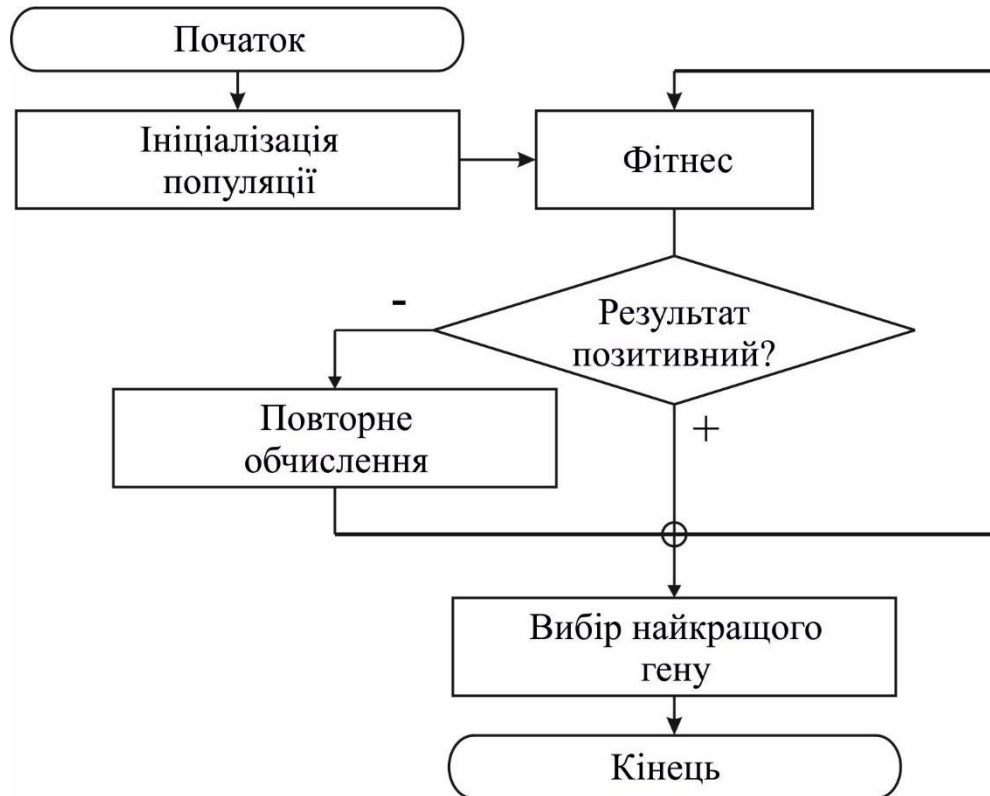 Початок
Ініціалізація
популяції
Фітнес
-
Результат
позитивний?
Повторне
обчислення
+
Вибір найкращого
гену
Кінець